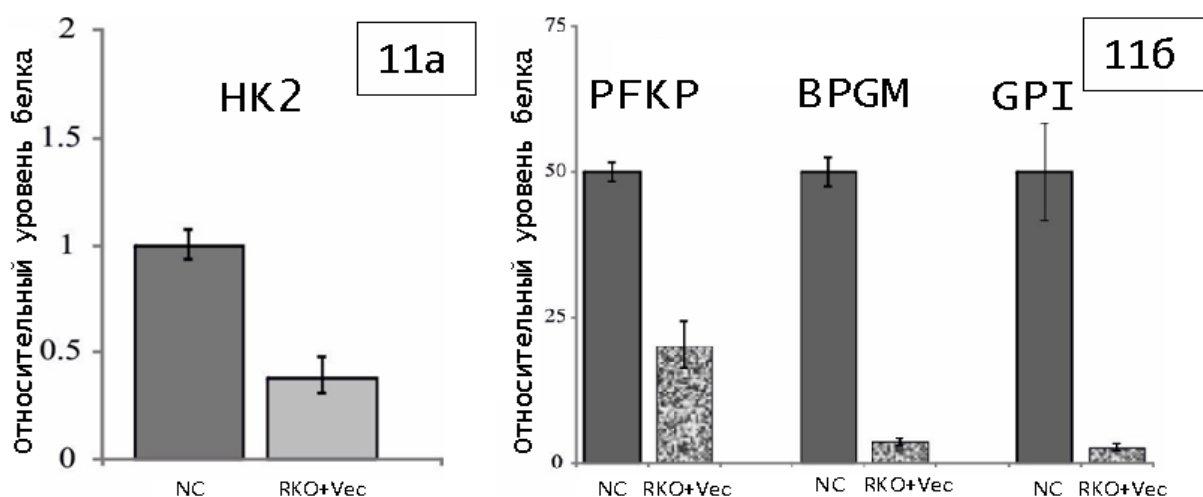 Относительный уровень белка
2
1.5
1
0.5
0
HK2
11а
NC
RKO+Vec
Относительный уровень белка
75
50
25
0
11б
PFKP
BPGM
GPI
NC RKO+Vec
NC RKO+Vec
NC RKO+Vec